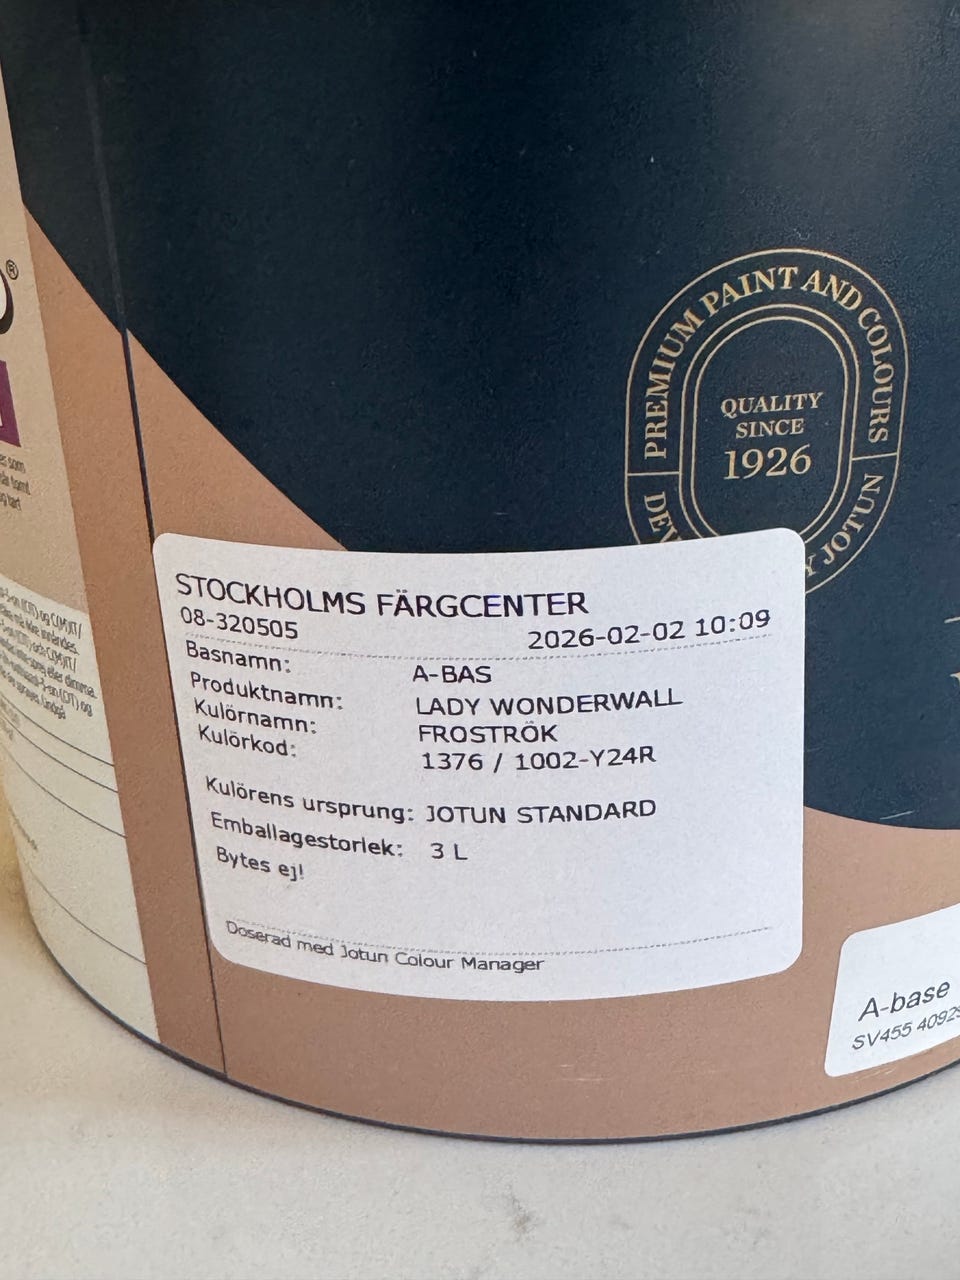 PREMIUM PAINT AND COLOURS
QUALITY
SINCE
1926
JOTUN
STOCKHOLMS FÄRGCENTER
08-320505
2026-02-02 10:09
Basnamn: A-BAS
Produktnamn: LADY WONDERWALL
Kulörnamn: FROSTRÖK
Kulörkod: 1376 / 1002-Y24R
Kulörens ursprung: JOTUN STANDARD
Emballagestorlek: 3 L
Bytes ej!
Doserad med Jotun Colour Manager
A-base
SV455